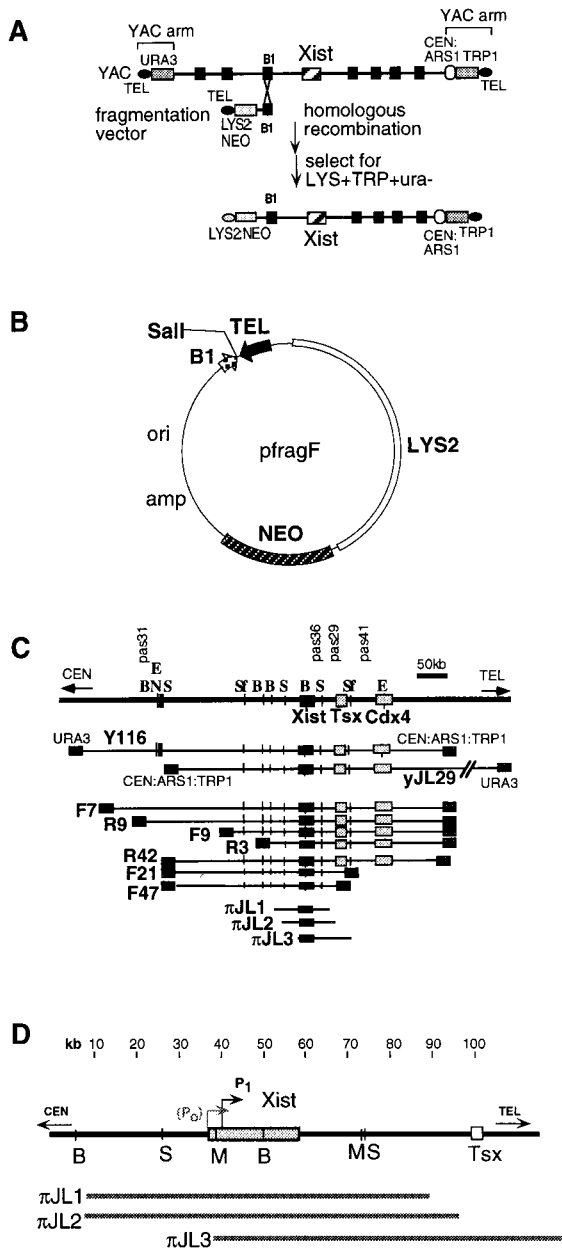 A
YAC arm
URA3
B1
Xist
YAC arm
CEN:
ARS1 TRP1
YAC
TEL
TEL
TEL
fragmentation
vector
LYS2:
NEO
B1
homologous
recombination
select for
LYS+TRP+ura-
B1
LYS2:NEO
Xist
CEN:
ARS1
TRP1
B
SalI
TEL
B1
ori
pfragF
LYS2
amp
NEO
C
pas31
pas36
pas29
pas41
50kb
CEN
E
TEL
B N S
Sf B B S B S Sf E
Xist Tsx Cdx4
URA3
Y116
CEN:ARS1:TRP1
CEN:ARS1:TRP1
yJL29
URA3
F7
R9
F9
R3
R42
F21
F47
πJL1
πJL2
πJL3
D
kb 10 20 30 40 50 60 70 80 90 100
P1
{Po}
Xist
CEN
TEL
B S M B MS Tsx
πJL1
πJL2
πJL3